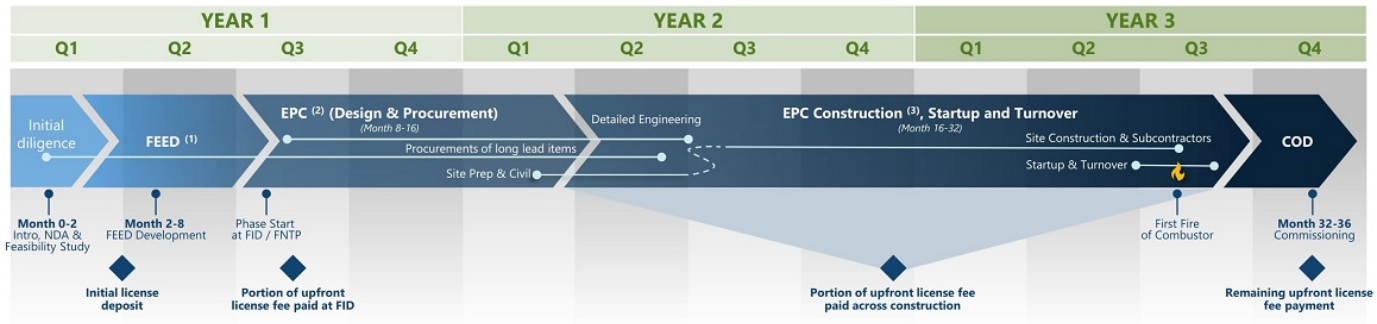 YEAR 1
YEAR 2
YEAR 3
Q1 Q2 Q3 Q4 Q1 Q2 Q3 Q4 Q1 Q2 Q3 Q4
Initial
diligence
FEED (1)
EPC (2) (Design & Procurement)
(Month 8-16)
Procurements of long lead items
Site Prep & Civil
Detailed Engineering
EPC Construction (3), Startup and Turnover
(Month 16-32)
Site Construction & Subcontractors
Startup & Turnover
COD
Month 0-2
Intro, NDA &
Feasibility Study
Month 2-8
FEED Development
Phase Start
at FID / FNTP
First Fire
of Combustor
Month 32-36
Commissioning
Initial license
deposit
Portion of upfront
license fee paid at FID
Portion of upfront license fee
paid across construction
Remaining upfront license
fee payment